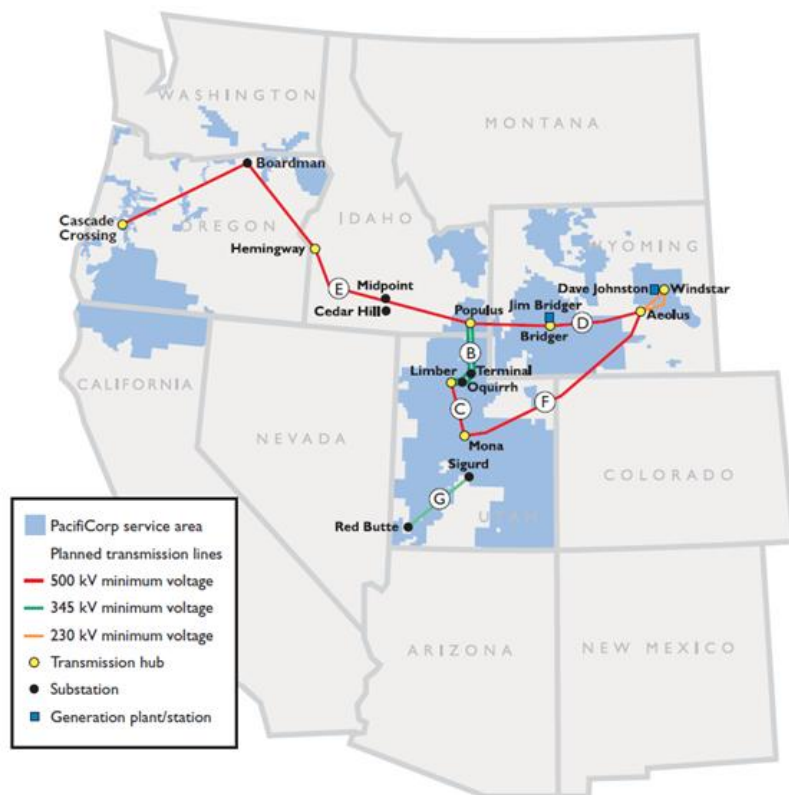 WASHINGTON
MONTANA
Boardman
Cascade
Crossing
OREGON
IDAHO
Hemingway
WYOMING
E
Midpoint
Cedar Hill
Dave Johnston
Windstar
Jim Bridger
Populus
D
Bridger
Aeolus
B
CALIFORNIA
Limber
Terminal
Oquirrh
C
F
NEVADA
Mona
Sigurd
COLORADO
G
Red Butte
UTAH
PacifiCorp service area
Planned transmission lines
500 kV minimum voltage
345 kV minimum voltage
230 kV minimum voltage
Transmission hub
Substation
Generation plant/station
ARIZONA
NEW MEXICO